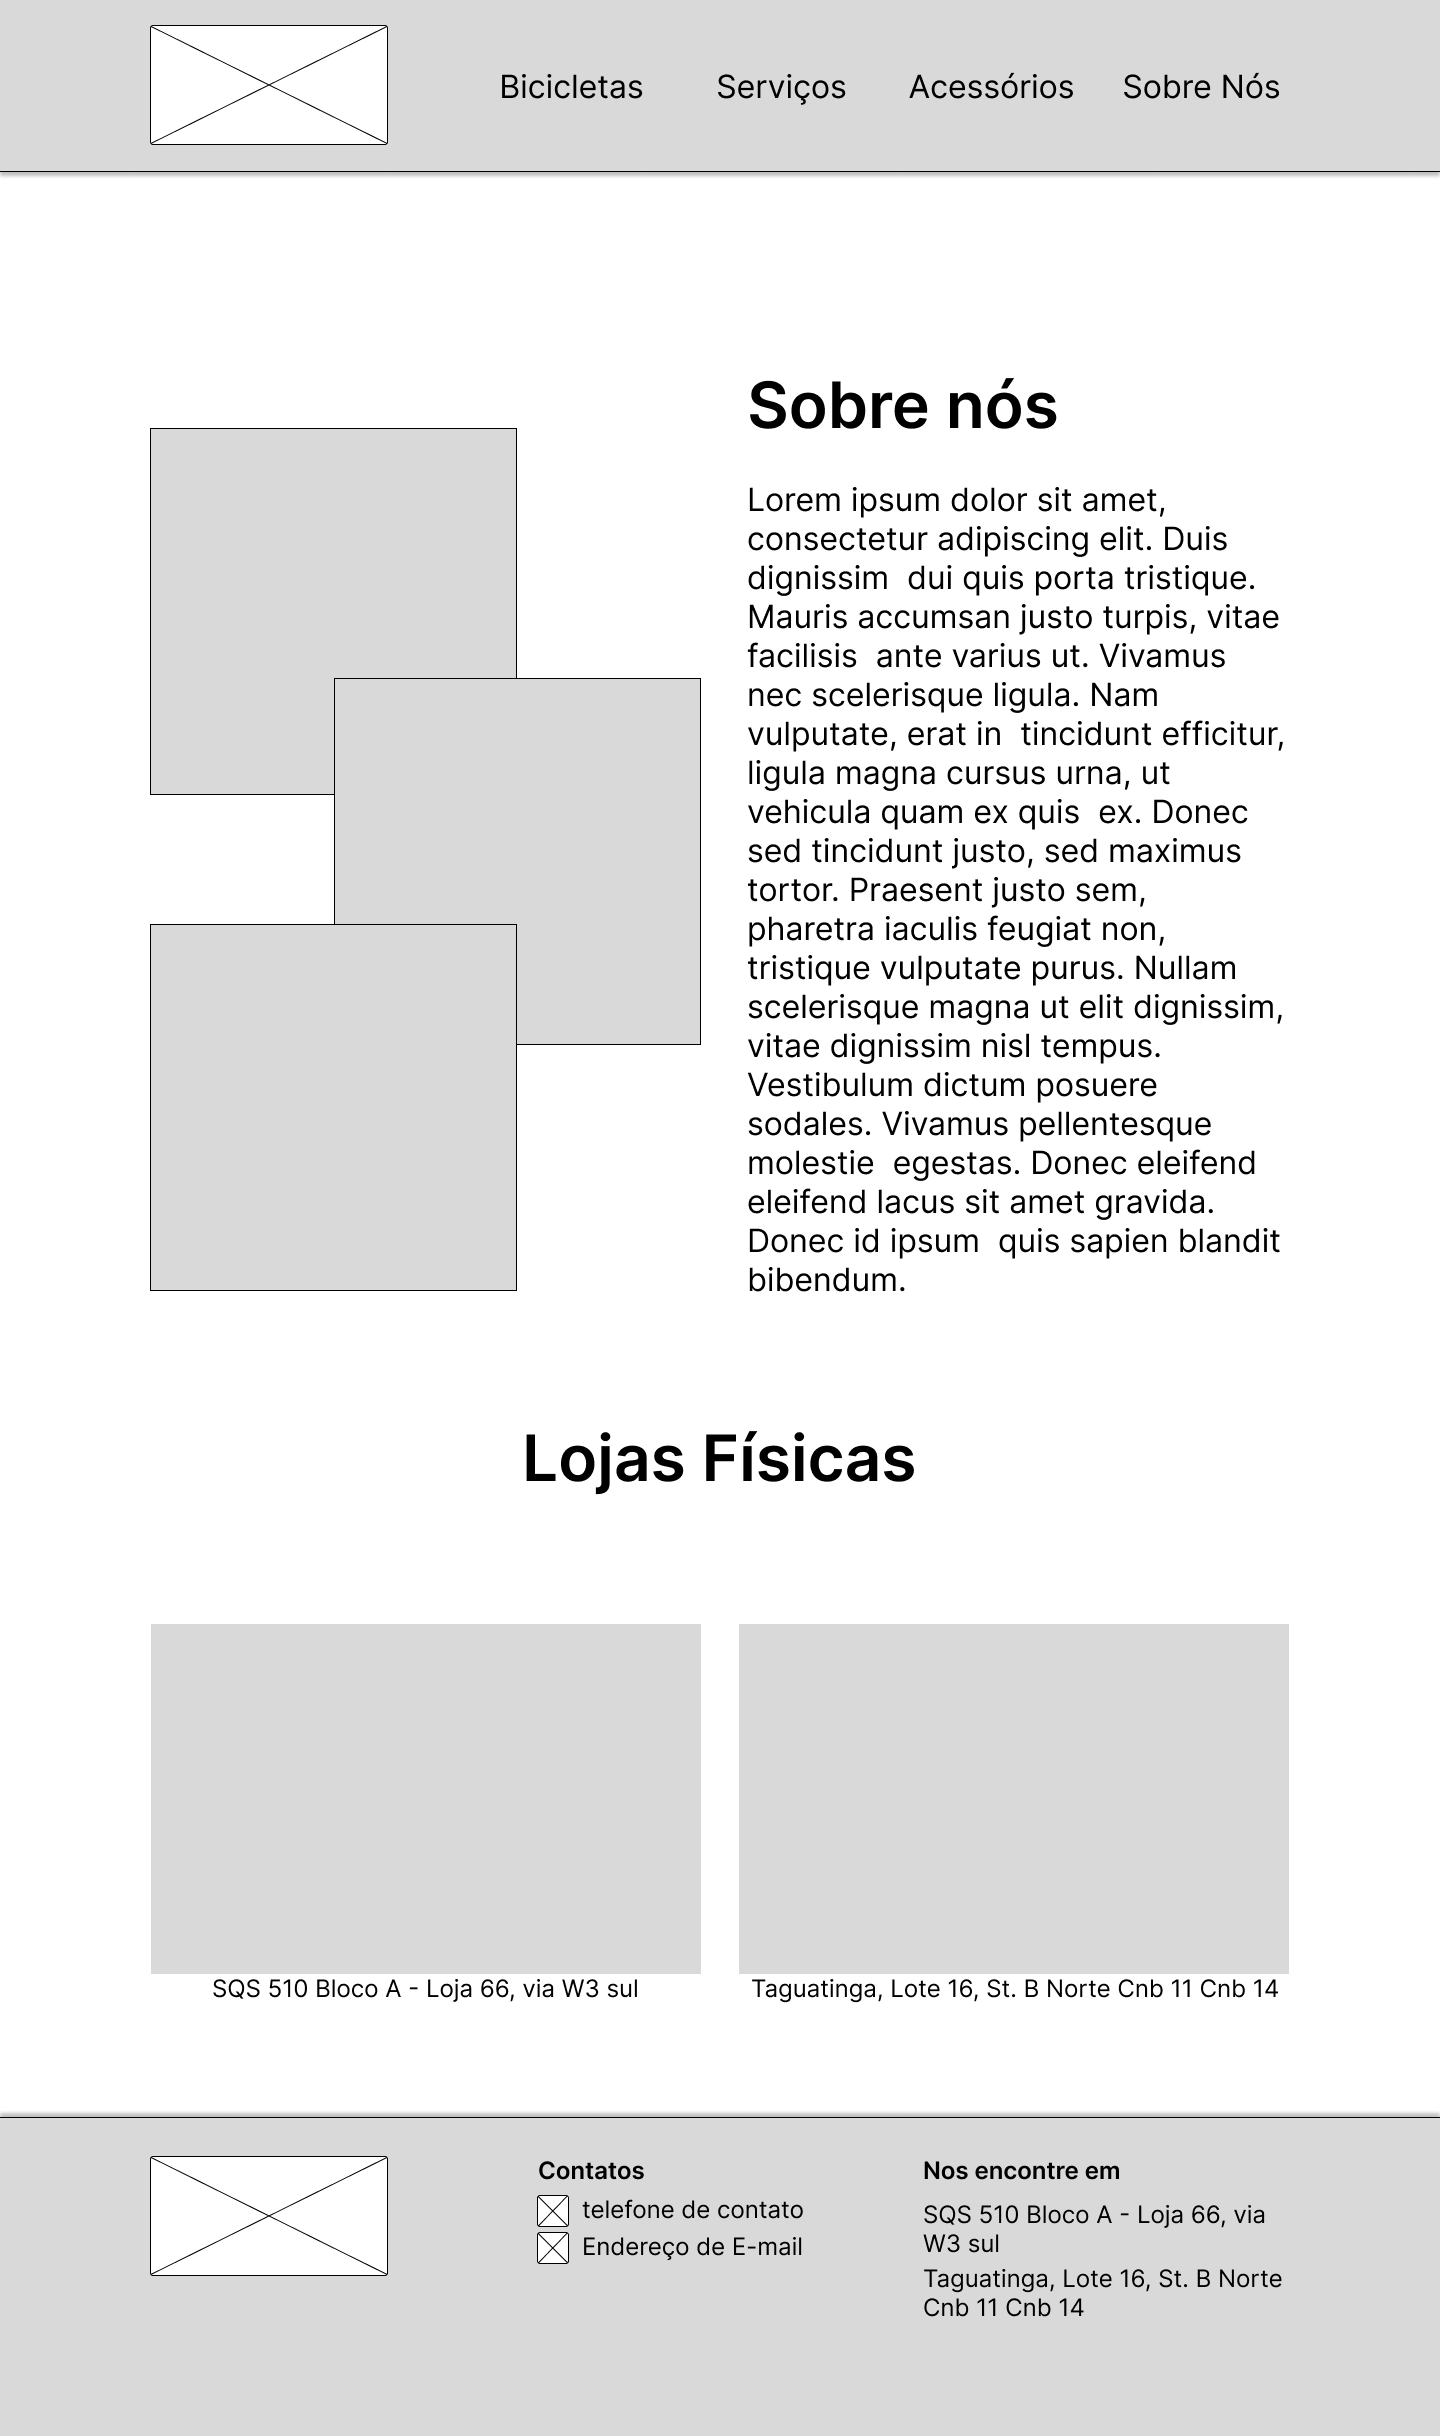 Bicicletas Serviços Acessórios Sobre Nós
Sobre nós
Lorem ipsum dolor sit amet,
consectetur adipiscing elit. Duis
dignissim  dui quis porta tristique.
Mauris accumsan justo turpis, vitae
facilisis  ante varius ut. Vivamus
nec scelerisque ligula. Nam
vulputate, erat in  tincidunt efficitur,
ligula magna cursus urna, ut
vehicula quam ex quis  ex. Donec
sed tincidunt justo, sed maximus
tortor. Praesent justo sem,
pharetra iaculis feugiat non,
tristique vulputate purus. Nullam
scelerisque magna ut elit dignissim,
vitae dignissim nisl tempus.
Vestibulum dictum posuere
sodales. Vivamus pellentesque
molestie  egestas. Donec eleifend
eleifend lacus sit amet gravida.
Donec id ipsum  quis sapien blandit
bibendum.
Lojas Físicas
SQS 510 Bloco A - Loja 66, via W3 sul
Taguatinga, Lote 16, St. B Norte Cnb 11 Cnb 14
Contatos
telefone de contato
Endereço de E-mail
Nos encontre em
SQS 510 Bloco A - Loja 66, via
W3 sul
Taguatinga, Lote 16, St. B Norte
Cnb 11 Cnb 14